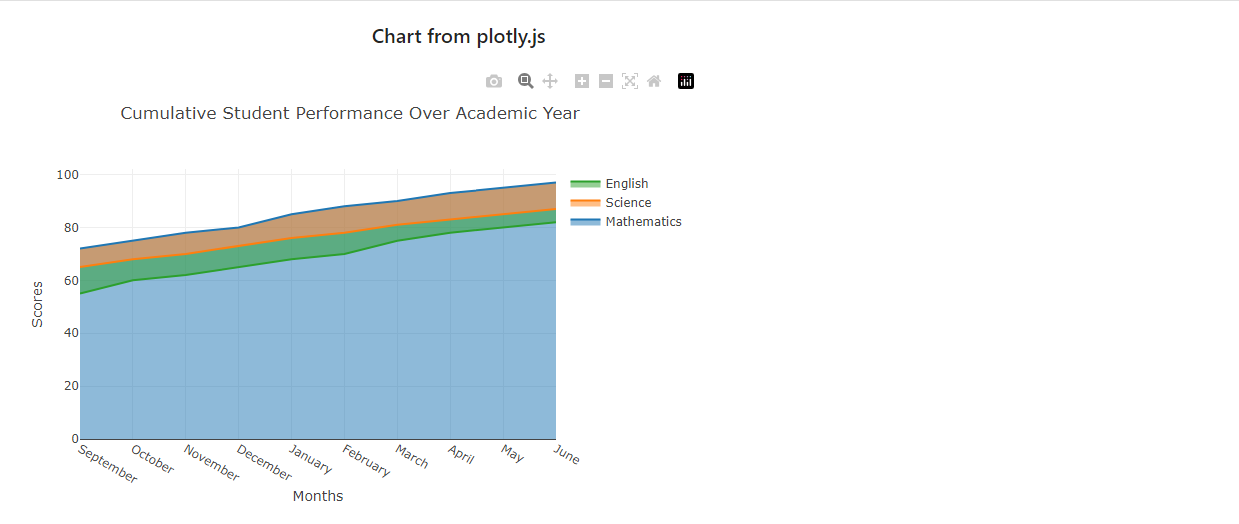 Chart from plotly.js
Cumulative Student Performance Over Academic Year
100
80
60
40
20
0
Scores
English
Science
Mathematics
September
October
November
December
January
February
March
April
May
June
Months